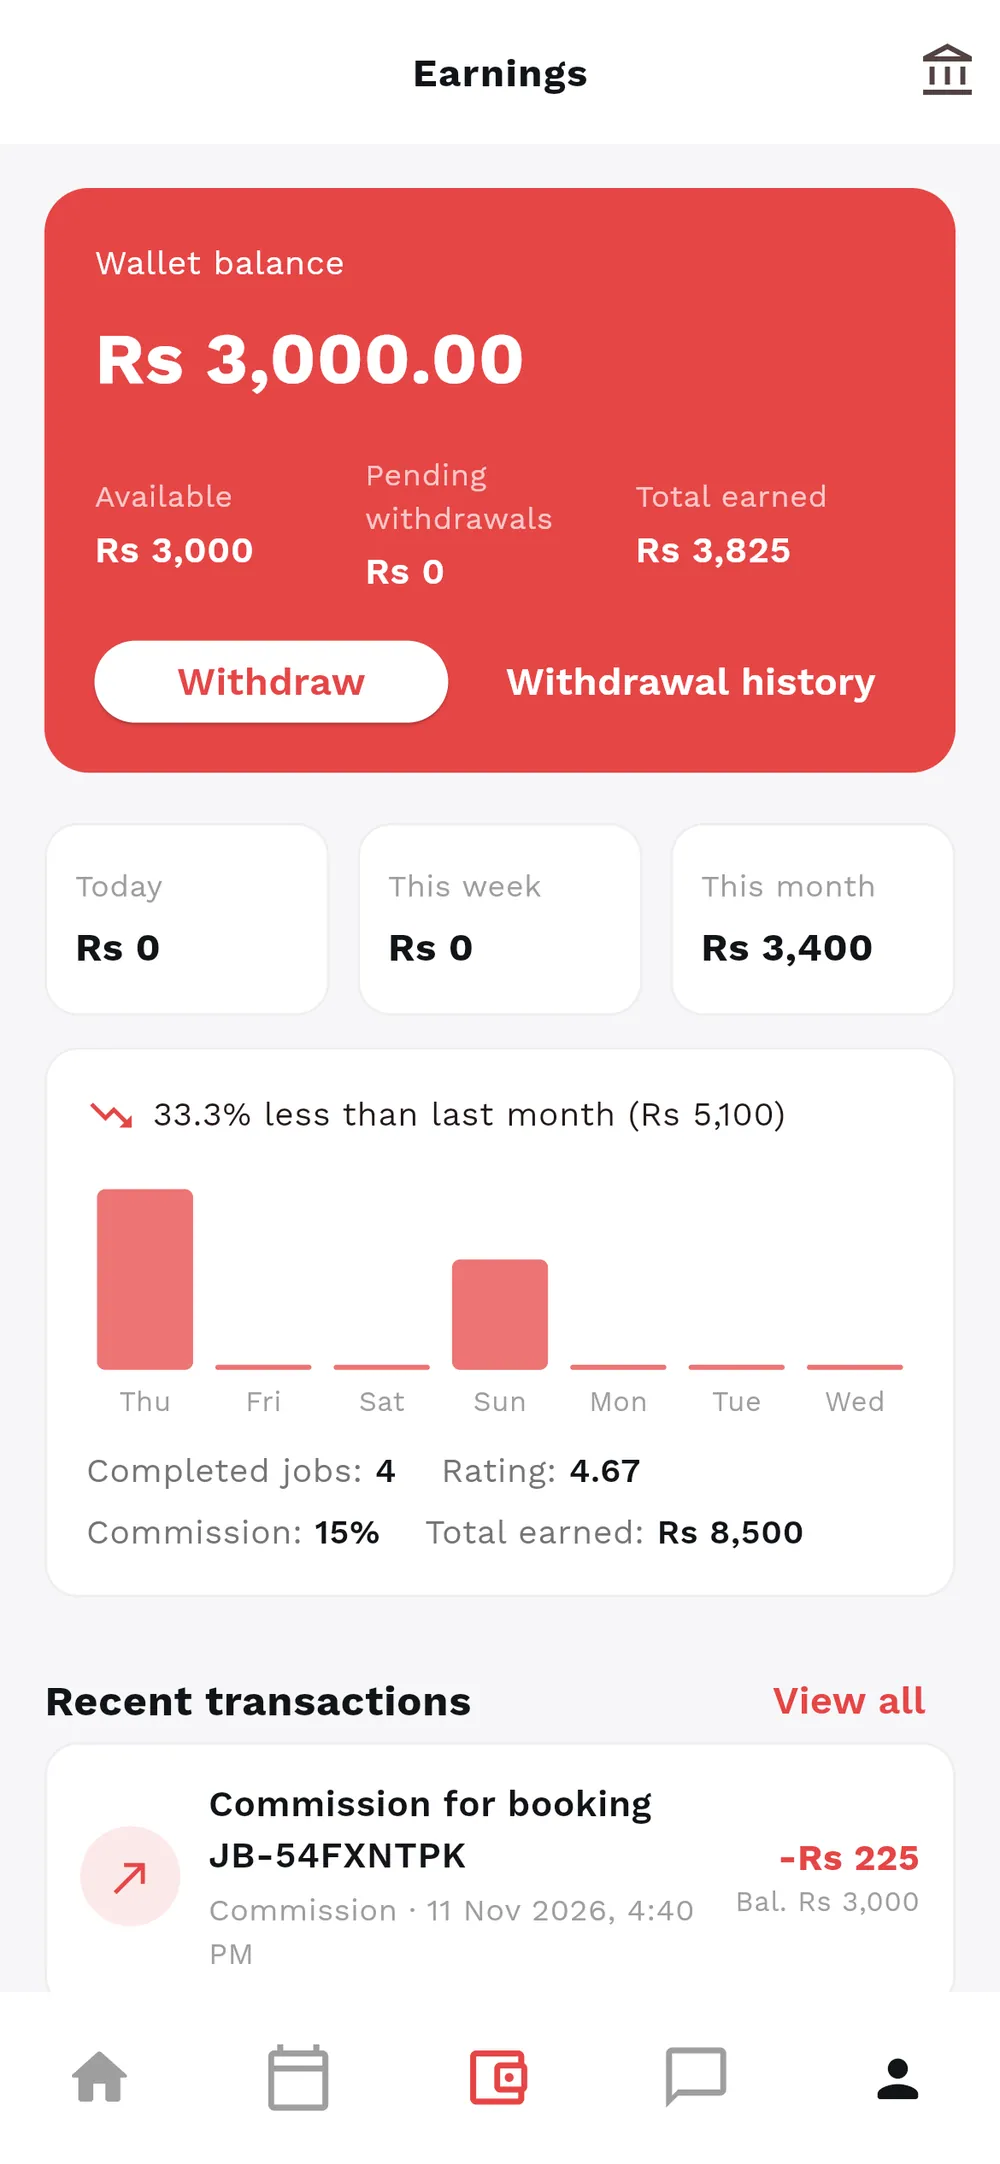 Earnings
Wallet balance
Rs 3,000.00
Available
Rs 3,000
Pending
withdrawals
Rs 0
Total earned
Rs 3,825
Withdraw
Withdrawal history
Today
Rs 0
This week
Rs 0
This month
Rs 3,400
33.3% less than last month (Rs 5,100)
Thu Fri Sat Sun Mon Tue Wed
Completed jobs: 4 Rating: 4.67
Commission: 15% Total earned: Rs 8,500
Recent transactions
View all
Commission for booking
JB-54FXNTPK
Commission · 11 Nov 2026, 4:40
PM
-Rs 225
Bal. Rs 3,000